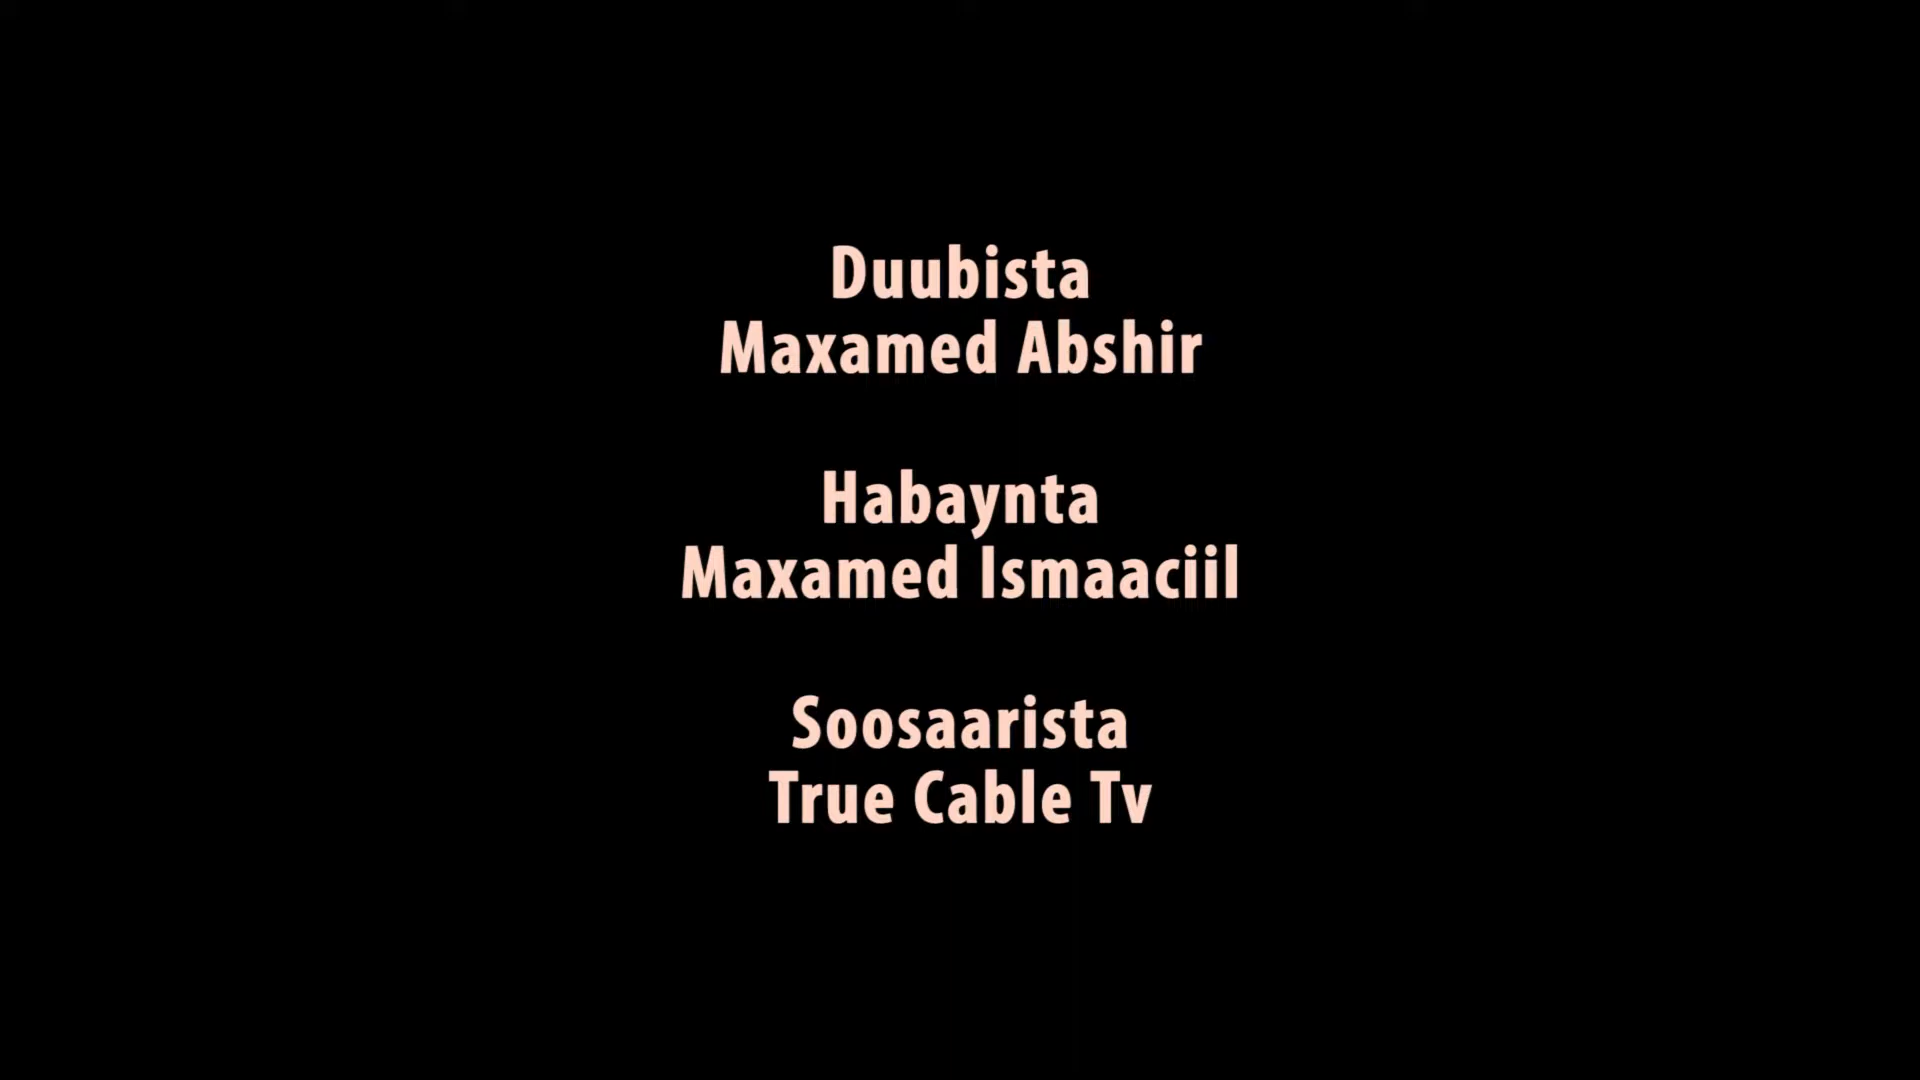 Duubista
Maxamed Abshir
Habaynta
Maxamed Ismaaciil
Soosaarista
True Cable Tv